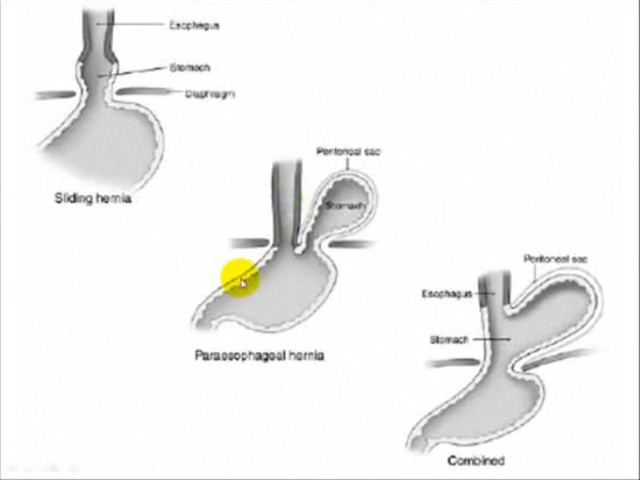 Esophagus
Stomach
Diaphragm
Sliding hernia
Peritoneal sac
Stomach
Paraesophageal hernia
Peritoneal sac
Esophagus
Stomach
Combined